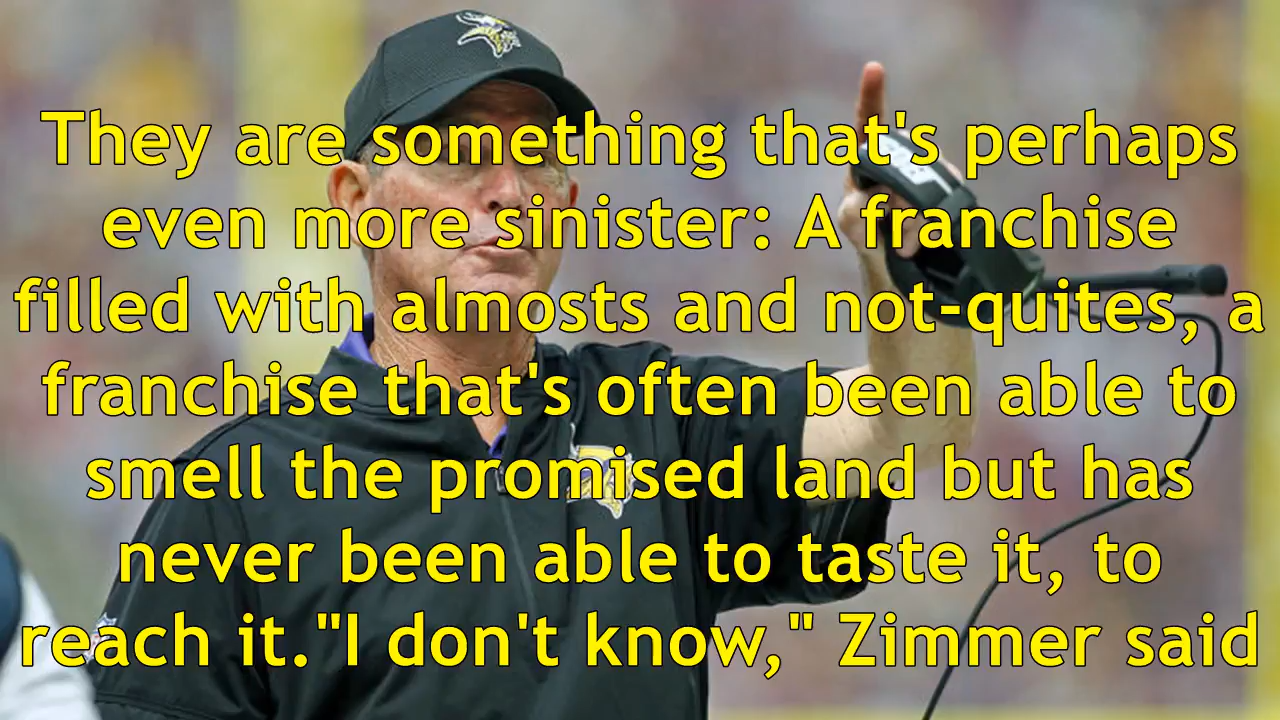 They are something that's perhaps
even more sinister: A franchise
filled with almosts and not-quites, a
franchise that's often been able to
smell the promised land but has
never been able to taste it, to
reach it."I don't know," Zimmer said